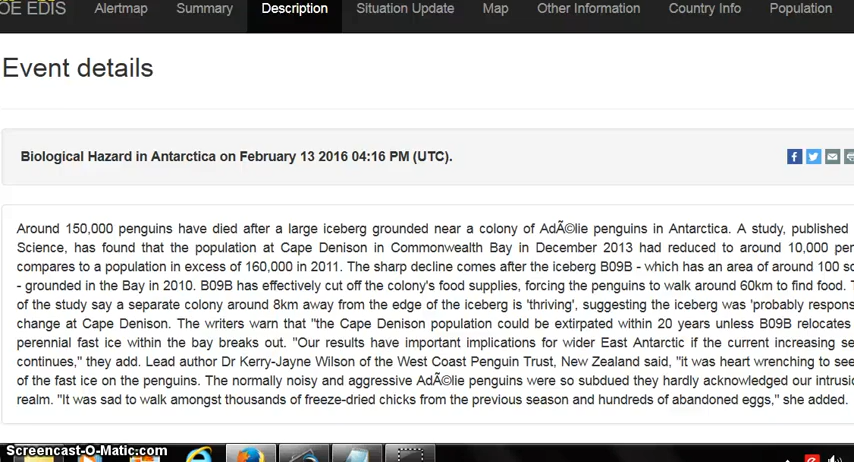 OE EDIS Alertmap Summary Description Situation Update Map Other Information Country Info Population
Event details
Biological Hazard in Antarctica on February 13 2016 04:16 PM (UTC).
Around 150,000 penguins have died after a large iceberg grounded near a colony of AdÃ©lie penguins in Antarctica. A study, published
Science, has found that the population at Cape Denison in Commonwealth Bay in December 2013 had reduced to around 10,000 per
compares to a population in excess of 160,000 in 2011. The sharp decline comes after the iceberg B09B - which has an area of around 100 sc
- grounded in the Bay in 2010. B09B has effectively cut off the colony's food supplies, forcing the penguins to walk around 60km to find food. T
of the study say a separate colony around 8km away from the edge of the iceberg is 'thriving', suggesting the iceberg was 'probably respons
change at Cape Denison. The writers warn that "the Cape Denison population could be extirpated within 20 years unless B09B relocates
perennial fast ice within the bay breaks out. "Our results have important implications for wider East Antarctic if the current increasing se
continues," they add. Lead author Dr Kerry-Jayne Wilson of the West Coast Penguin Trust, New Zealand said, "it was heart wrenching to see
of the fast ice on the penguins. The normally noisy and aggressive AdÃ©lie penguins were so subdued they hardly acknowledged our intrusi
realm. "It was sad to walk amongst thousands of freeze-dried chicks from the previous season and hundreds of abandoned eggs," she added.
Screencast-O-Matic.com